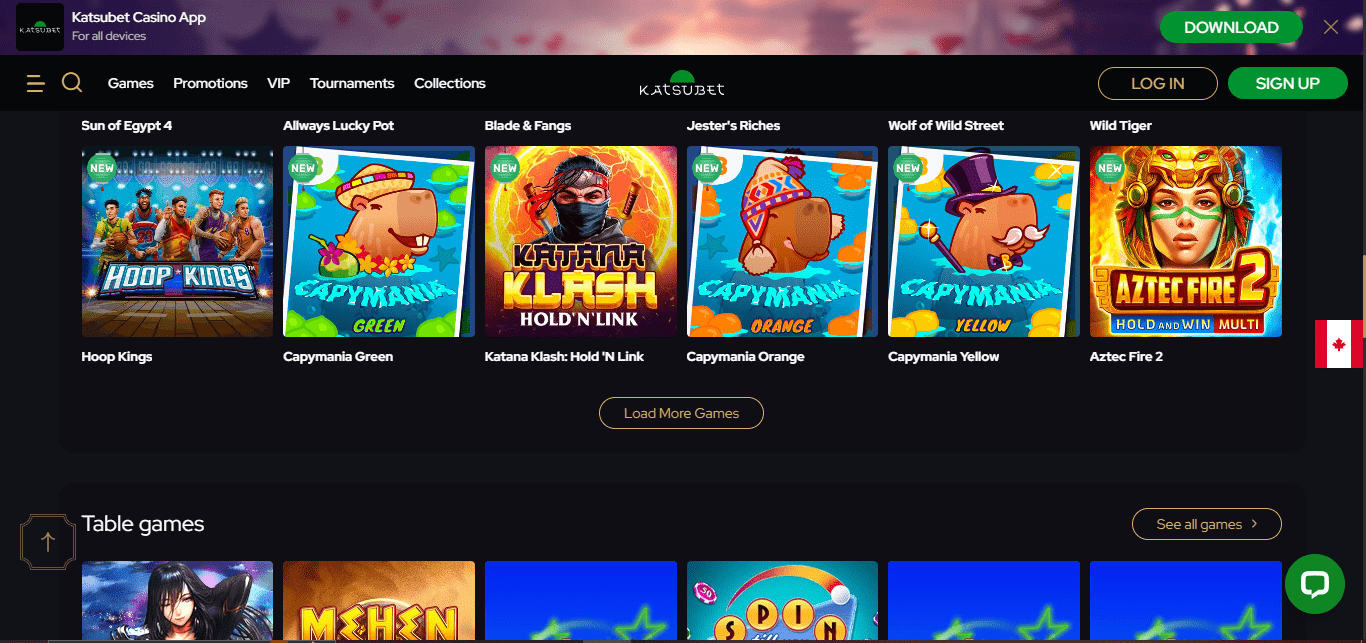 Katsubet Casino App
KATSUBET
For all devices
DOWNLOAD
Games
Promotions
VIP
Tournaments
Collections
KATSUBET
LOG IN
SIGN UP
Sun of Egypt 4
Allways Lucky Pot
Blade & Fangs
Jester's Riches
Wolf of Wild Street
Wild Tiger
NEW
HOOP KINGS
NEW
CAPYMANIA
GREEN
NEW
KATANA
KLASH
HOLD'N'LINK
NEW
CAPYMANIA
ORANGE
NEW
CAPYMANIA
YELLOW
NEW
AZTEC FIRE 2
HOLD AND WIN MULTI
Hoop Kings
Capymania Green
Katana Klash: Hold 'N Link
Capymania Orange
Capymania Yellow
Aztec Fire 2
Load More Games
Table games
See all games
MEHEN
50
SPIN
till